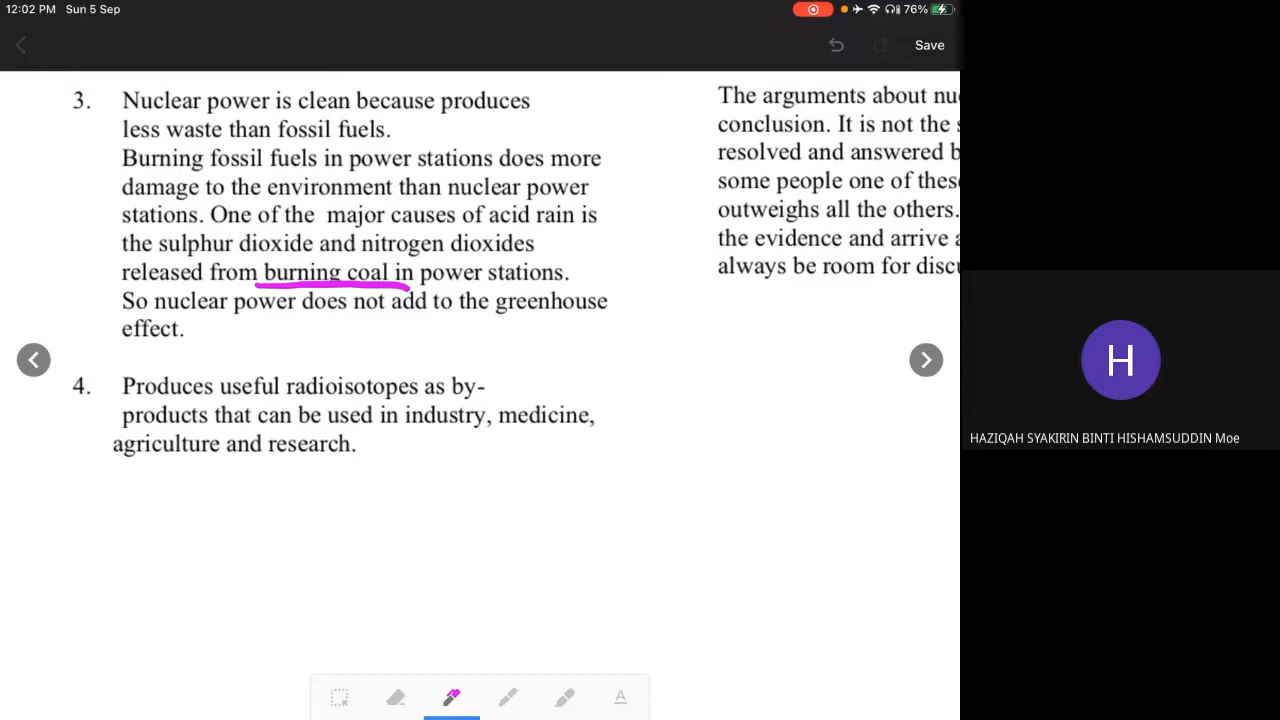 12:02 PM Sun 5 Sep
76%
Save
3. Nuclear power is clean because produces
less waste than fossil fuels.
Burning fossil fuels in power stations does more
damage to the environment than nuclear power
stations. One of the major causes of acid rain is
the sulphur dioxide and nitrogen dioxides
released from burning coal in power stations.
So nuclear power does not add to the greenhouse
effect.
4. Produces useful radioisotopes as by-
products that can be used in industry, medicine,
agriculture and research.
The arguments about nu
conclusion. It is not the
resolved and answered b
some people one of thes
outweighs all the others.
the evidence and arrive a
always be room for disc
A
H
HAZIQAH SYAKIRIN BINTI HISHAMSUDDIN Moe